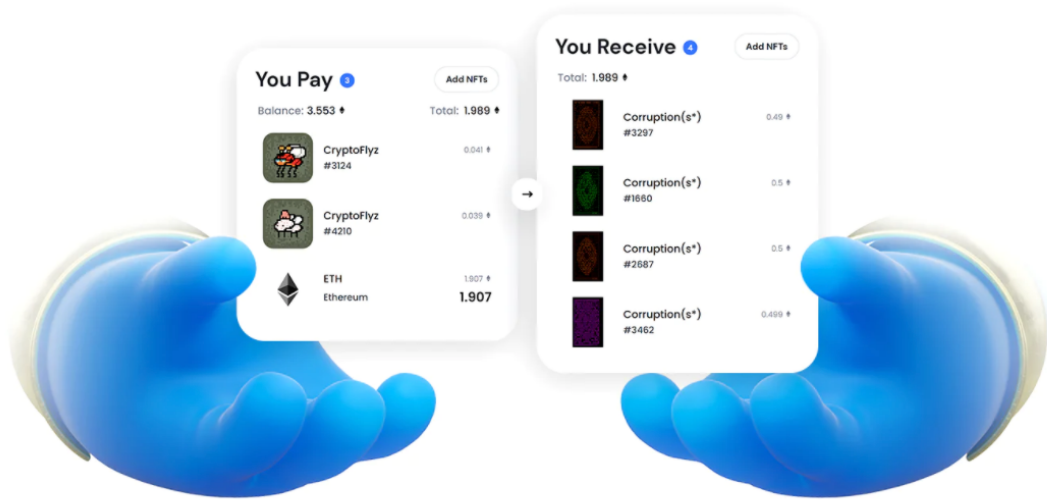 You Pay 3
Add NFTs
Balance: 3.553
Total: 1.989
CryptoFlyz
#3124
0.041
CryptoFlyz
#4210
0.039
ETH
1.907
Ethereum
1.907
→
You Receive 4
Add NFTs
Total: 1.989
Corruption(s*)
#3297
0.49
Corruption(s*)
#1660
0.5
Corruption(s*)
#2687
0.5
Corruption(s*)
#3462
0.499